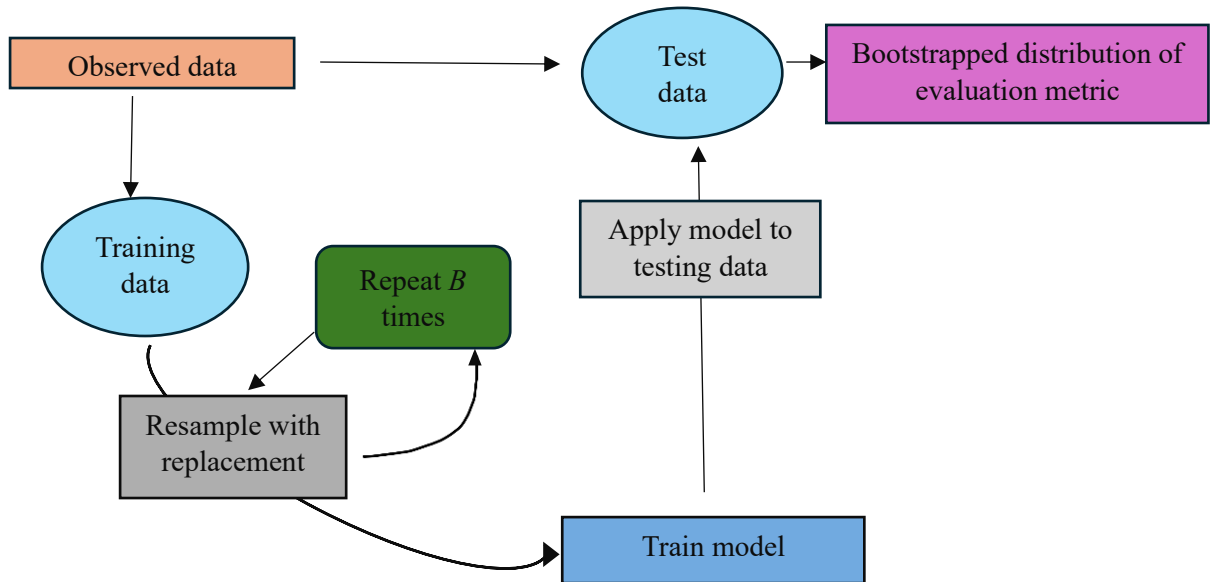 Observed data
Test
data
Bootstrapped distribution of
evaluation metric
Training
data
Repeat B
times
Apply model to
testing data
Resample with
replacement
Train model